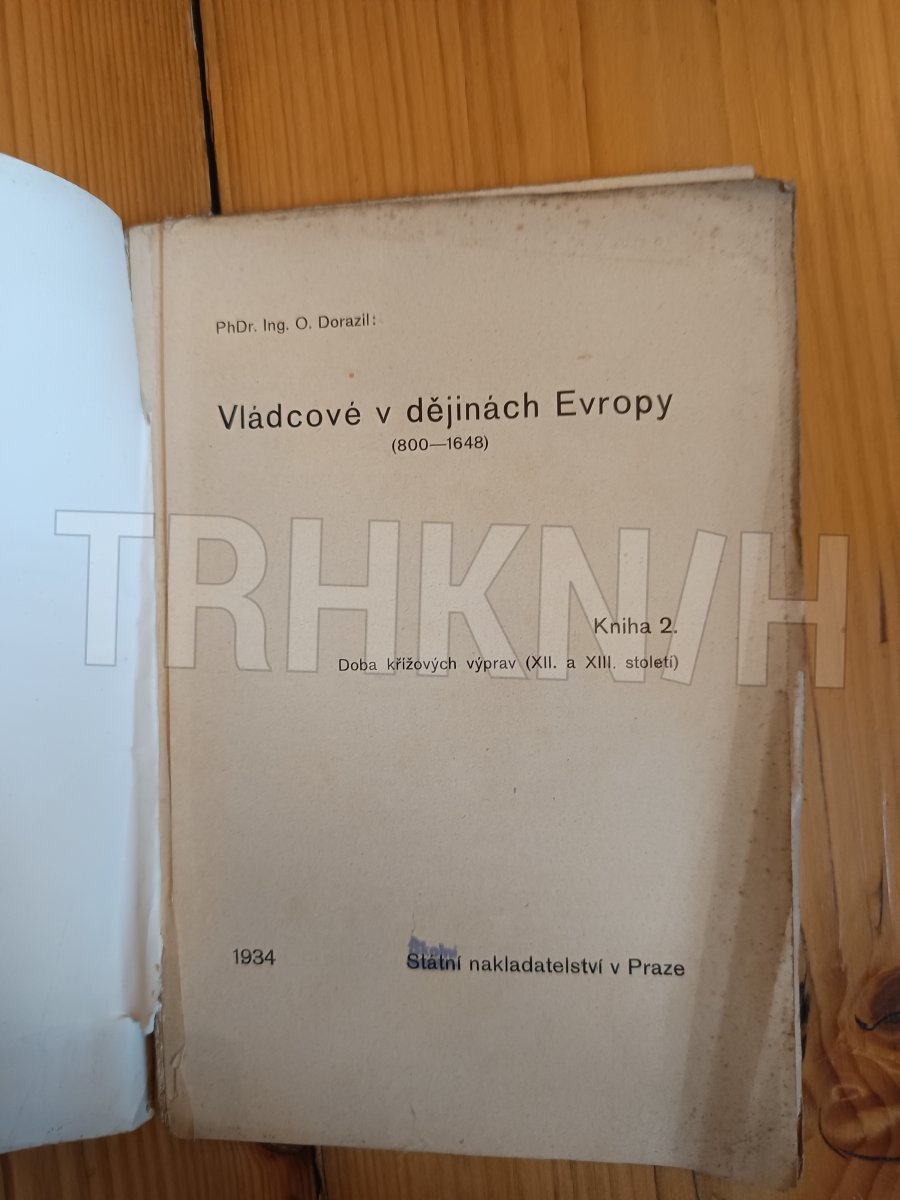 PhDr. Ing. O. Dorazil:
Vládcové v dějinách Evropy
(800—1648)
TRHKNIH
Kniha 2.
Doba křížových výprav (XII. a XIII. století)
Školní
1934 Státní nakladatelství v Praze